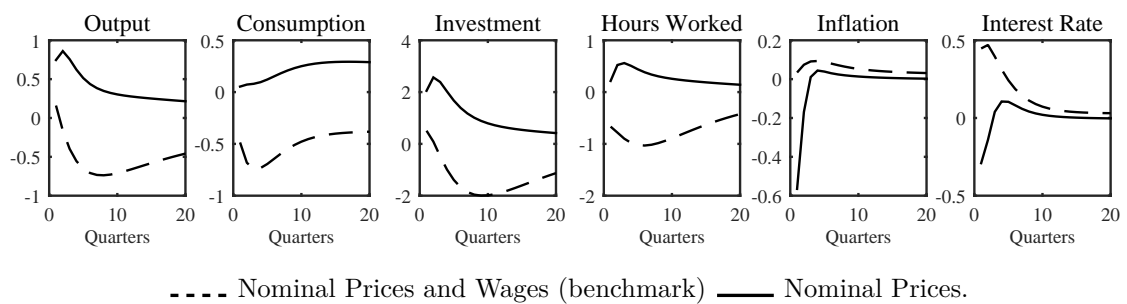 Output Consumption Investment Hours Worked Inflation Interest Rate
1 0.5 4 2 0.2 0.5
0.5 0 2 1 0 0
0 -0.5 0 0 -0.2 -0.5
-0.5 -1 -2 -1 -0.4
-1 -2 -0.6
0 10 20 0 10 20 0 10 20 0 10 20 0 10 20 0 10 20
Quarters Quarters Quarters Quarters Quarters Quarters
Nominal Prices and Wages (benchmark) Nominal Prices.